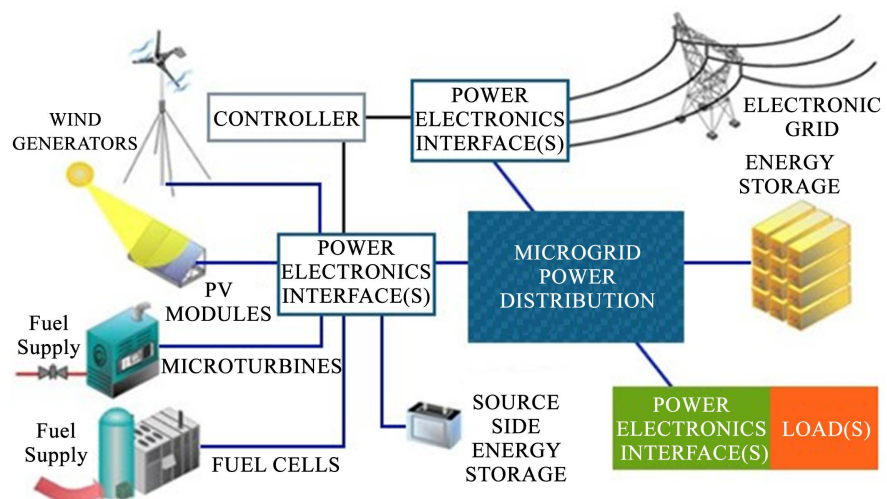 WIND
GENERATORS
CONTROLLER
POWER
ELECTRONICS
INTERFACE(S)
ELECTRONIC
GRID
ENERGY
STORAGE
POWER
ELECTRONICS
INTERFACE(S)
MICROGRID
POWER
DISTRIBUTION
PV
MODULES
Fuel
Supply
MICROTURBINES
Fuel
Supply
FUEL CELLS
SOURCE
SIDE
ENERGY
STORAGE
POWER
ELECTRONICS
INTERFACE(S)
LOAD(S)